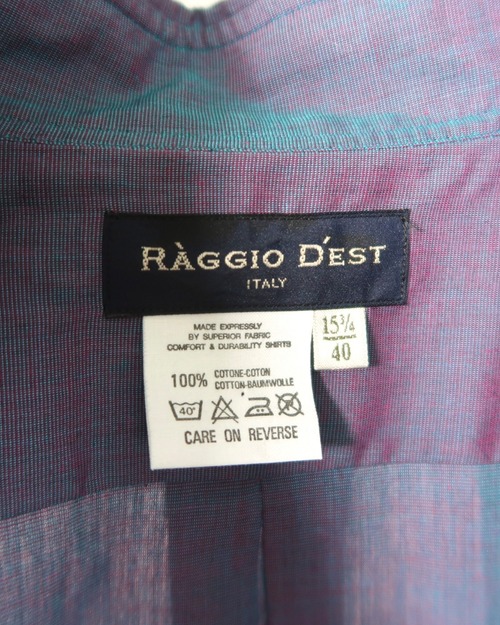 RÀGGIO D'EST
ITALY
15¾
40
MADE EXPRESSLY
BY SUPERIOR FABRIC
COMFORT & DURABILITY SHIRTS
100% COTONE-COTON
COTTON-BAUMWOLLE
40°
CARE ON REVERSE